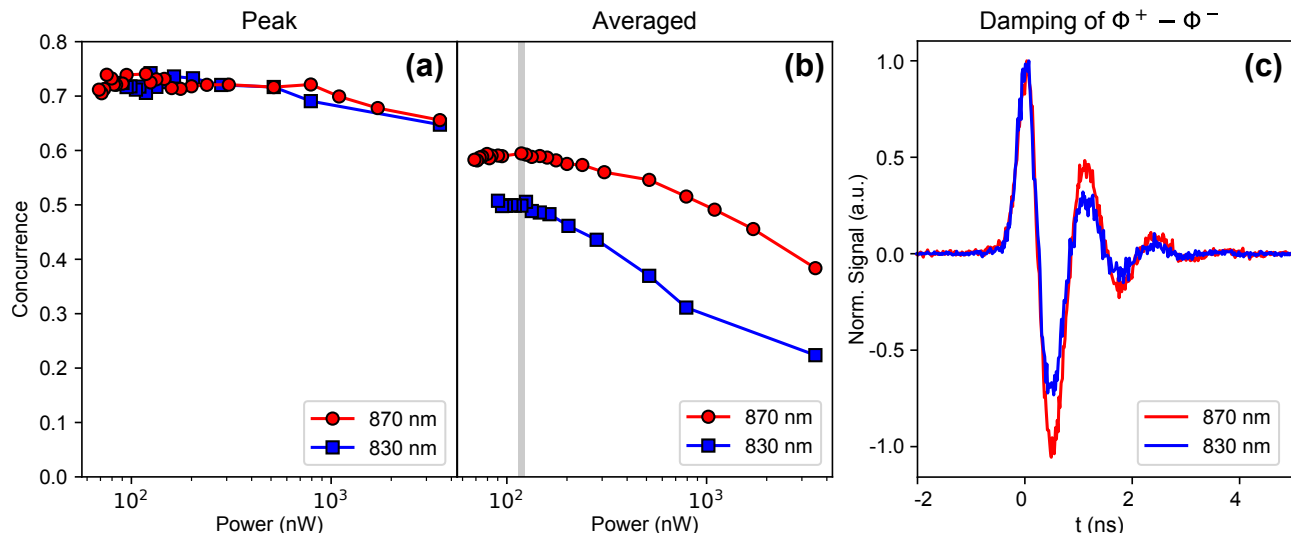 Peak
Averaged
Damping of Φ⁺ − Φ⁻
(a)
(b)
(c)
Concurrence
0.8
0.7
0.6
0.5
0.4
0.3
0.2
0.1
0.0
870 nm
830 nm
10²
10³
Power (nW)
870 nm
830 nm
10²
10³
Power (nW)
Norm. Signal (a.u.)
1.0
0.5
0.0
-0.5
-1.0
870 nm
830 nm
-2
0
2
4
t (ns)